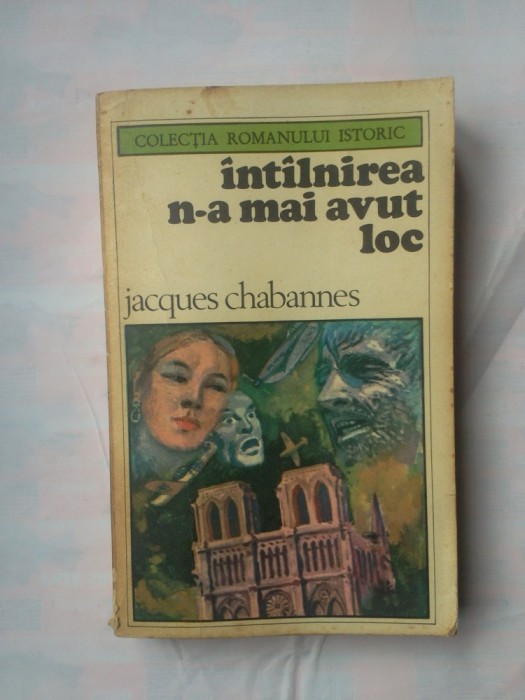 COLECȚIA ROMANULUI ISTORIC
întîlnirea
n-a mai avut
loc
jacques chabannes